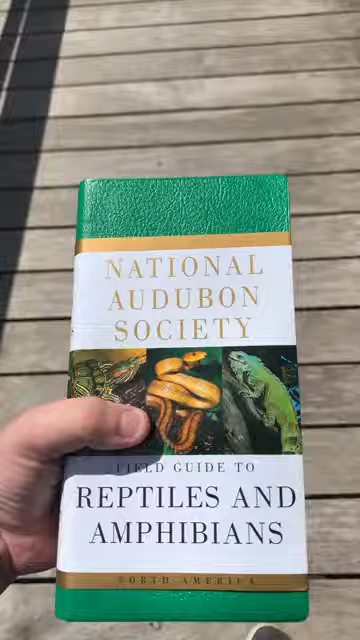 NATIONAL
AUDUBON
SOCIETY
FIELD GUIDE TO
REPTILES AND
AMPHIBIANS
NORTH AMERICA